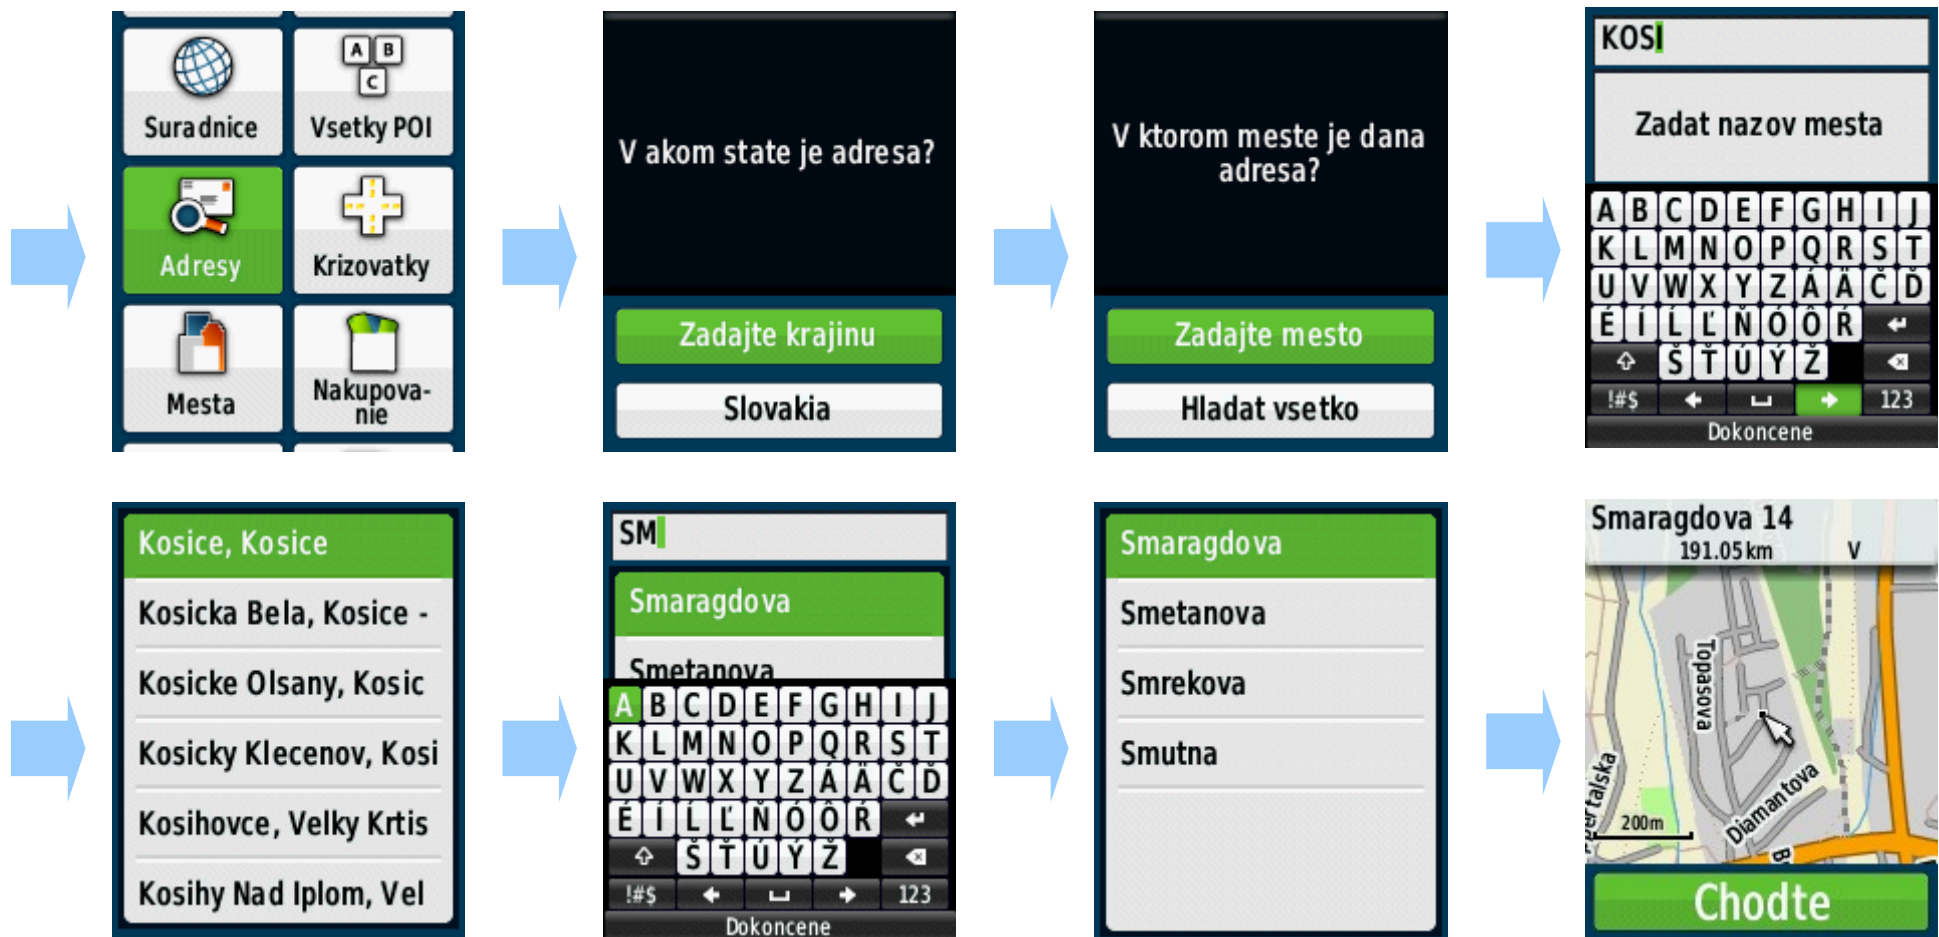 Suradnice
Vsetky POI
A B
C
Adresy
Krizovatky
Mesta
Nakupova-
nie
V akom state je adresa?
Zadajte krajinu
Slovakia
V ktorom meste je dana
adresa?
Zadajte mesto
Hladat vsetko
KOSI
Zadat nazov mesta
A B C D E F G H I J
K L M N O P Q R S T
U V W X Y Z Á Ä Č Ď
É Í Ĺ Ľ Ň Ó Ô Ŕ
Š Ť Ú Ý Ž
!#$ 123
Dokoncene
Kosice, Kosice
Kosicka Bela, Kosice -
Kosicke Olsany, Kosic
Kosicky Klecenov, Kosi
Kosihovce, Velky Krtis
Kosihy Nad Iplom, Vel
SM
Smaragdova
Smetanova
A B C D E F G H I J
K L M N O P Q R S T
U V W X Y Z Á Ä Č Ď
É Í Ĺ Ľ Ň Ó Ô Ŕ
Š Ť Ú Ý Ž
!#$ 123
Dokoncene
Smaragdova
Smetanova
Smrekova
Smutna
Smaragdova 14
191.05 km V
Topasova
Diamantova
200m
Chodte